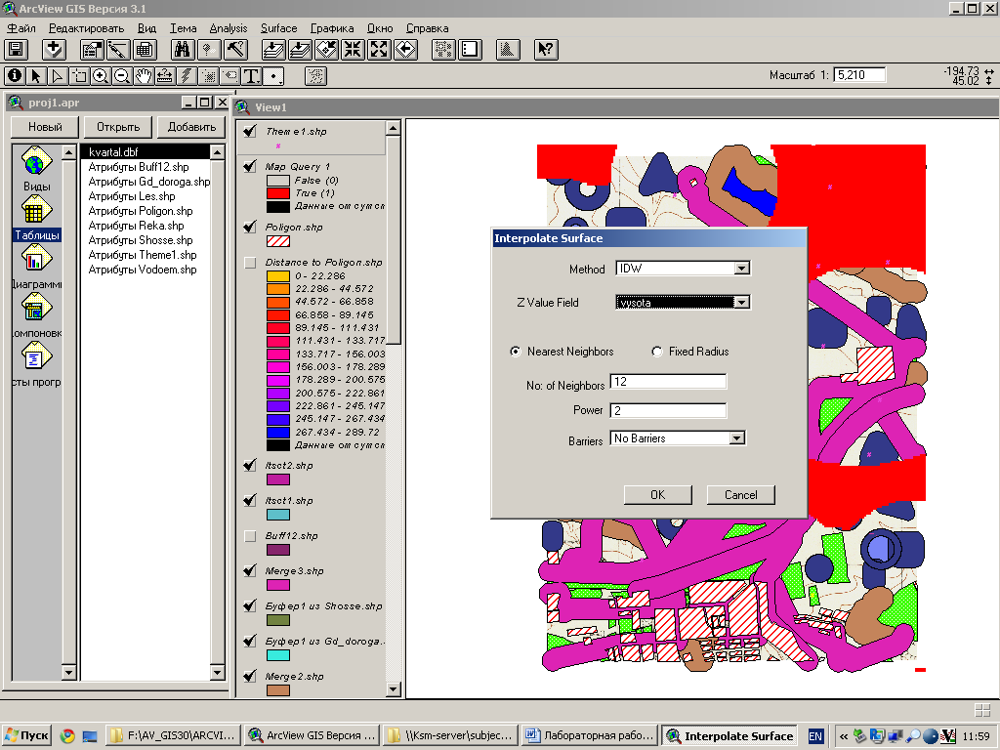 ArcView GIS Версия 3.1
Файл Редактировать Вид Тема Analysis Surface Графика Окно Справка
Масштаб 1: 5,210
-194.73
45.02
proj1.apr
Новый Открыть Добавить
Виды
Таблицы
Диаграммы
омпоновк
сты прогр
kvartal.dbf
Атрибуты Buff12.shp
Атрибуты Gd_doroga.shp
Атрибуты Les.shp
Атрибуты Poligon.shp
Атрибуты Reka.shp
Атрибуты Shosse.shp
Атрибуты Theme1.shp
Атрибуты Vodoem.shp
View1
Theme1.shp
Map Query 1
False (0)
True (1)
Данные отсутст
Poligon.shp
Distance to Poligon.shp
0 - 22.286
22.286 - 44.572
44.572 - 66.858
66.858 - 89.145
89.145 - 111.431
111.431 - 133.717
133.717 - 156.003
156.003 - 178.289
178.289 - 200.575
200.575 - 222.861
222.861 - 245.147
245.147 - 267.434
267.434 - 289.72
Данные отсутст
Itsct2.shp
Itsct1.shp
Buff12.shp
Merge3.shp
Буфер1 из Shosse.shp
Буфер1 из Gd_doroga..
Merge2.shp
Interpolate Surface
Method IDW
Z Value Field vysota
Nearest Neighbors Fixed Radius
No: of Neighbors 12
Power 2
Barriers No Barriers
OK Cancel
Пуск F:\AV_GIS30\ARCVI... ArcView GIS Версия ... \\Ksm-server\subjec... Лабораторная рабо... Interpolate Surface EN « 11:59